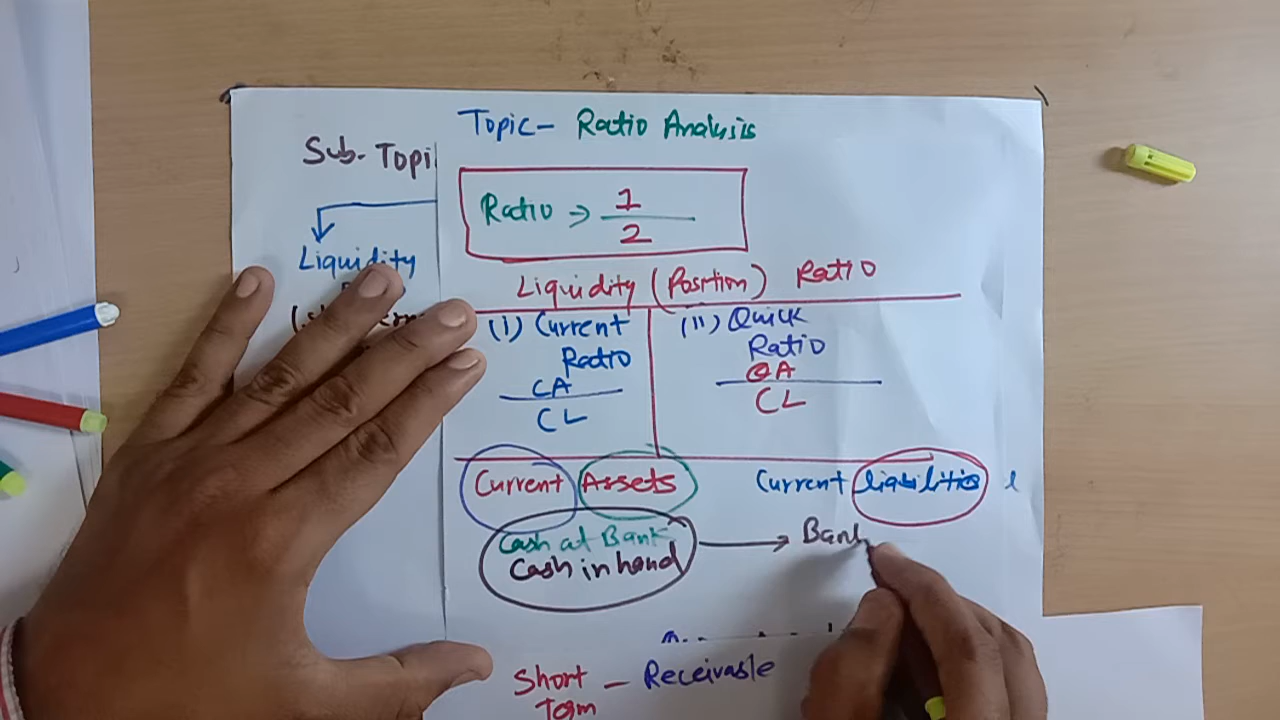 Topic- Ratio Analysis
Sub-Topi
Ratio → 1
2
Liquidity
Liquidity (Position) Ratio
(i) Current
Ratio
CA
CL
(ii) Quick
Ratio
QA
CL
Current Assets
Current liabilities
Cash at Bank
Cash in hand
→ Bank
Short - Receivable
Term